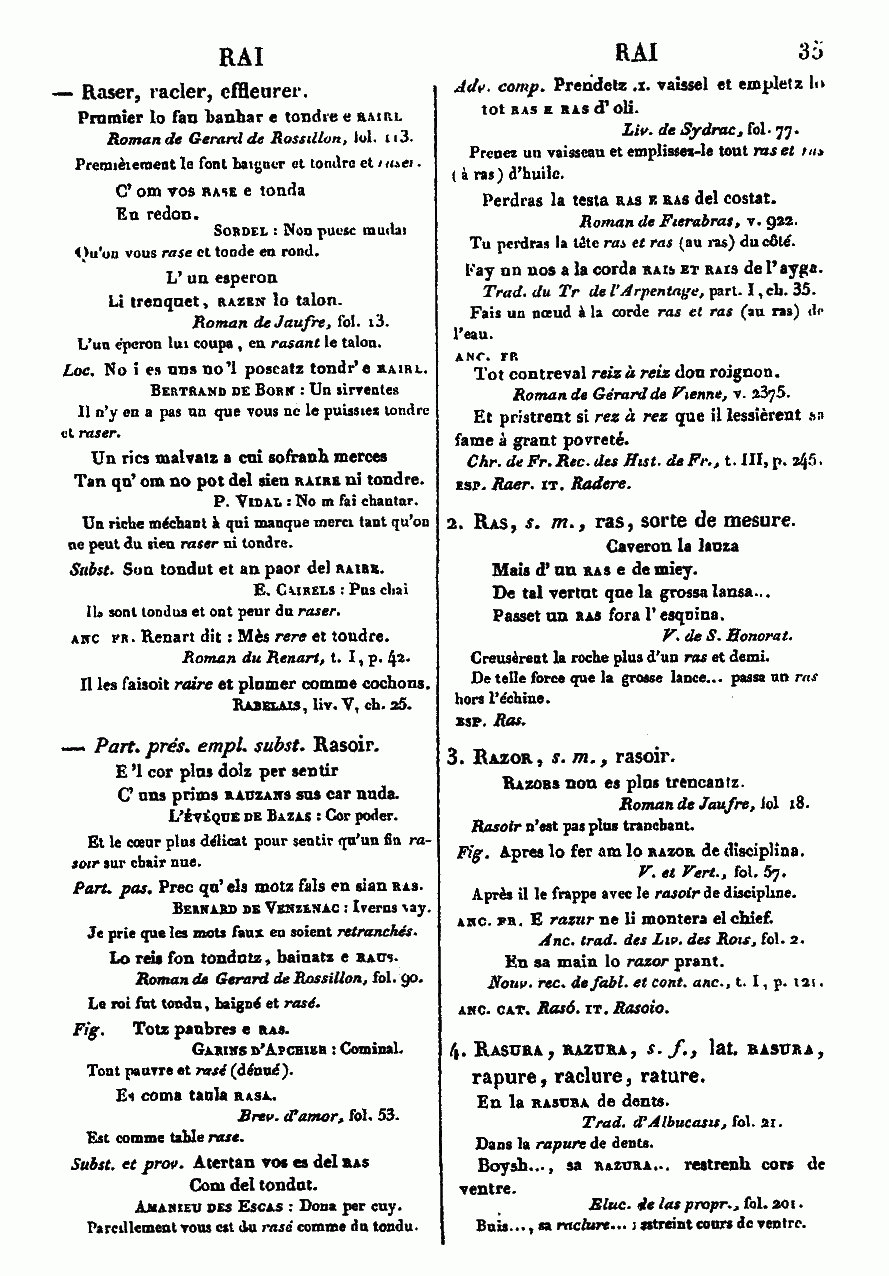 RAI
— Raser, racler, effleurer.
Premier lo fan banhar e tondre e RAIRE
Roman de Gerard de Rossillon, fol. 113.
Premièrement le font baigner et tondre et raser.
C' om vos RASE e tonda
En redon.
SORDEL : Non puesc mudar
Qu'on vous rase et tonde en rond.
L' un esperon
Li trenquet, RAZEN lo talon.
Roman de Jaufre, fol. 13.
L'un éperon lui coupa, en rasant le talon.
Loc. No i es uns no'l poscatz tondr' e RAIRE.
BERTRAND DE BORN : Un sirventes
Il n'y en a pas un que vous ne le puissiez tondre
et raser.
Un rics malvatz a cui sofranh merces
Tan qu' om no pot del sien RAIRE ni tondre.
P. VIDAL : No m fai chantar.
Un riche méchant à qui manque merci tant qu'on
ne peut du sien raser ni tondre.
Subst. Son tondut et an paor del RAIRE.
E. CAIRELS : Pus chai
Ils sont tondus et ont peur du raser.
ANC FR. Renart dit : Mès rere et toudre.
Roman du Renart, t. I, p. 42.
Il les faisoit raire et plumer comme cochons.
RABELAIS, liv. V, ch. 25.
— Part. prés. empl. subst. Rasoir.
E 'l cor plus dolz per sentir
C' uns prims RAUZANS sus car nuda.
L'ÉVÊQUE DE BAZAS : Cor poder.
Et le cœur plus délicat pour sentir qu'un fin ra-
soir sur chair nue.
Part. pas. Prec qu' els motz fals en sian RAS.
BERNARD DE VENZENAC : Iverns vay.
Je prie que les mots faux en soient retranchés.
Lo reis fon tondutz, bainatz e RAUS.
Roman de Gerard de Rossillon, fol. 90.
Le roi fut tondu, baigné et rasé.
Fig. Totz paubres e RAS.
GARINS D'APCHIER : Cominal.
Tout pauvre et rasé (dénué).
Es coma taula RASA.
Brev. d'amor, fol. 53.
Est comme table rase.
Subst. et prov. Atertan vos es del RAS
Com del tondut.
AMANIEU DES ESCAS : Dona per cuy.
Pareillement vous est du rasé comme du tondu.
RAI 35
Adv. comp. Prendetz .I. vaissel et empletz lo
tot RAS E RAS d' oli.
Liv. de Sydrac, fol. 77.
Prenez un vaisseau et emplissez-le tout ras et ras
(à ras) d'huile.
Perdras la testa RAS E RAS del costat.
Roman de Fierabras, v. 922.
Tu perdras la tête ras et ras (au ras) du côté.
Fay un nos a la corda RAIS ET RAIS de l' ayga.
Trad. du Tr de l'Arpentage, part. I, ch. 35.
Fais un nœud à la corde ras et ras (au ras) de
l'eau.
ANC. FR
Tot contreval reiz à reiz dou roignon.
Roman de Gérard de Vienne, v. 2375.
Et pristrent si rez à rez que il lessièrent sa
fame à grant povreté.
Chr. de Fr. Rec. des Hist. de Fr., t. III, p. 245.
ESP. Raer. IT. Radere.
2. RAS, s. m., ras, sorte de mesure.
Caveron la lauza
Mais d' un RAS e demiey.
De tal vertut que la grossa lansa...
Passet un RAS fora l' esquina.
V. de S. Honorat.
Creusèrent la roche plus d'un ras et demi.
De telle force que la grosse lance... passa un ras
hors l'échine.
ESP. Ras.
3. RAZOR, s. m., rasoir.
RAZORS non es plus trencantz.
Roman de Jaufre, fol 18.
Rasoir n'est pas plus tranchant.
Fig. Apres lo fer am lo RAZOR de disciplina.
V. et Vert., fol. 57.
Après il le frappe avec le rasoir de discipline.
ANC. FR. E razur ne li montera el chief.
Anc. trad. des Liv. des Rois, fol. 2.
En sa main lo razor prant.
Nouv. rec. de fabl. et cont. anc., t. I, p. 121.
ANC. CAT. Rasó. IT. Rasoio.
4. RASURA, RAZURA, s. f., lat. RASURA,
rapure, raclure, rature.
En la RASURA de dents.
Trad. d'Albucasis, fol. 21.
Dans la rapure de dents.
Boysh..., sa RAZURA... restrenh cors de
ventre.
Eluc. de las propr., fol. 201.
Buis..., sa raclure... restreint cours de ventre.